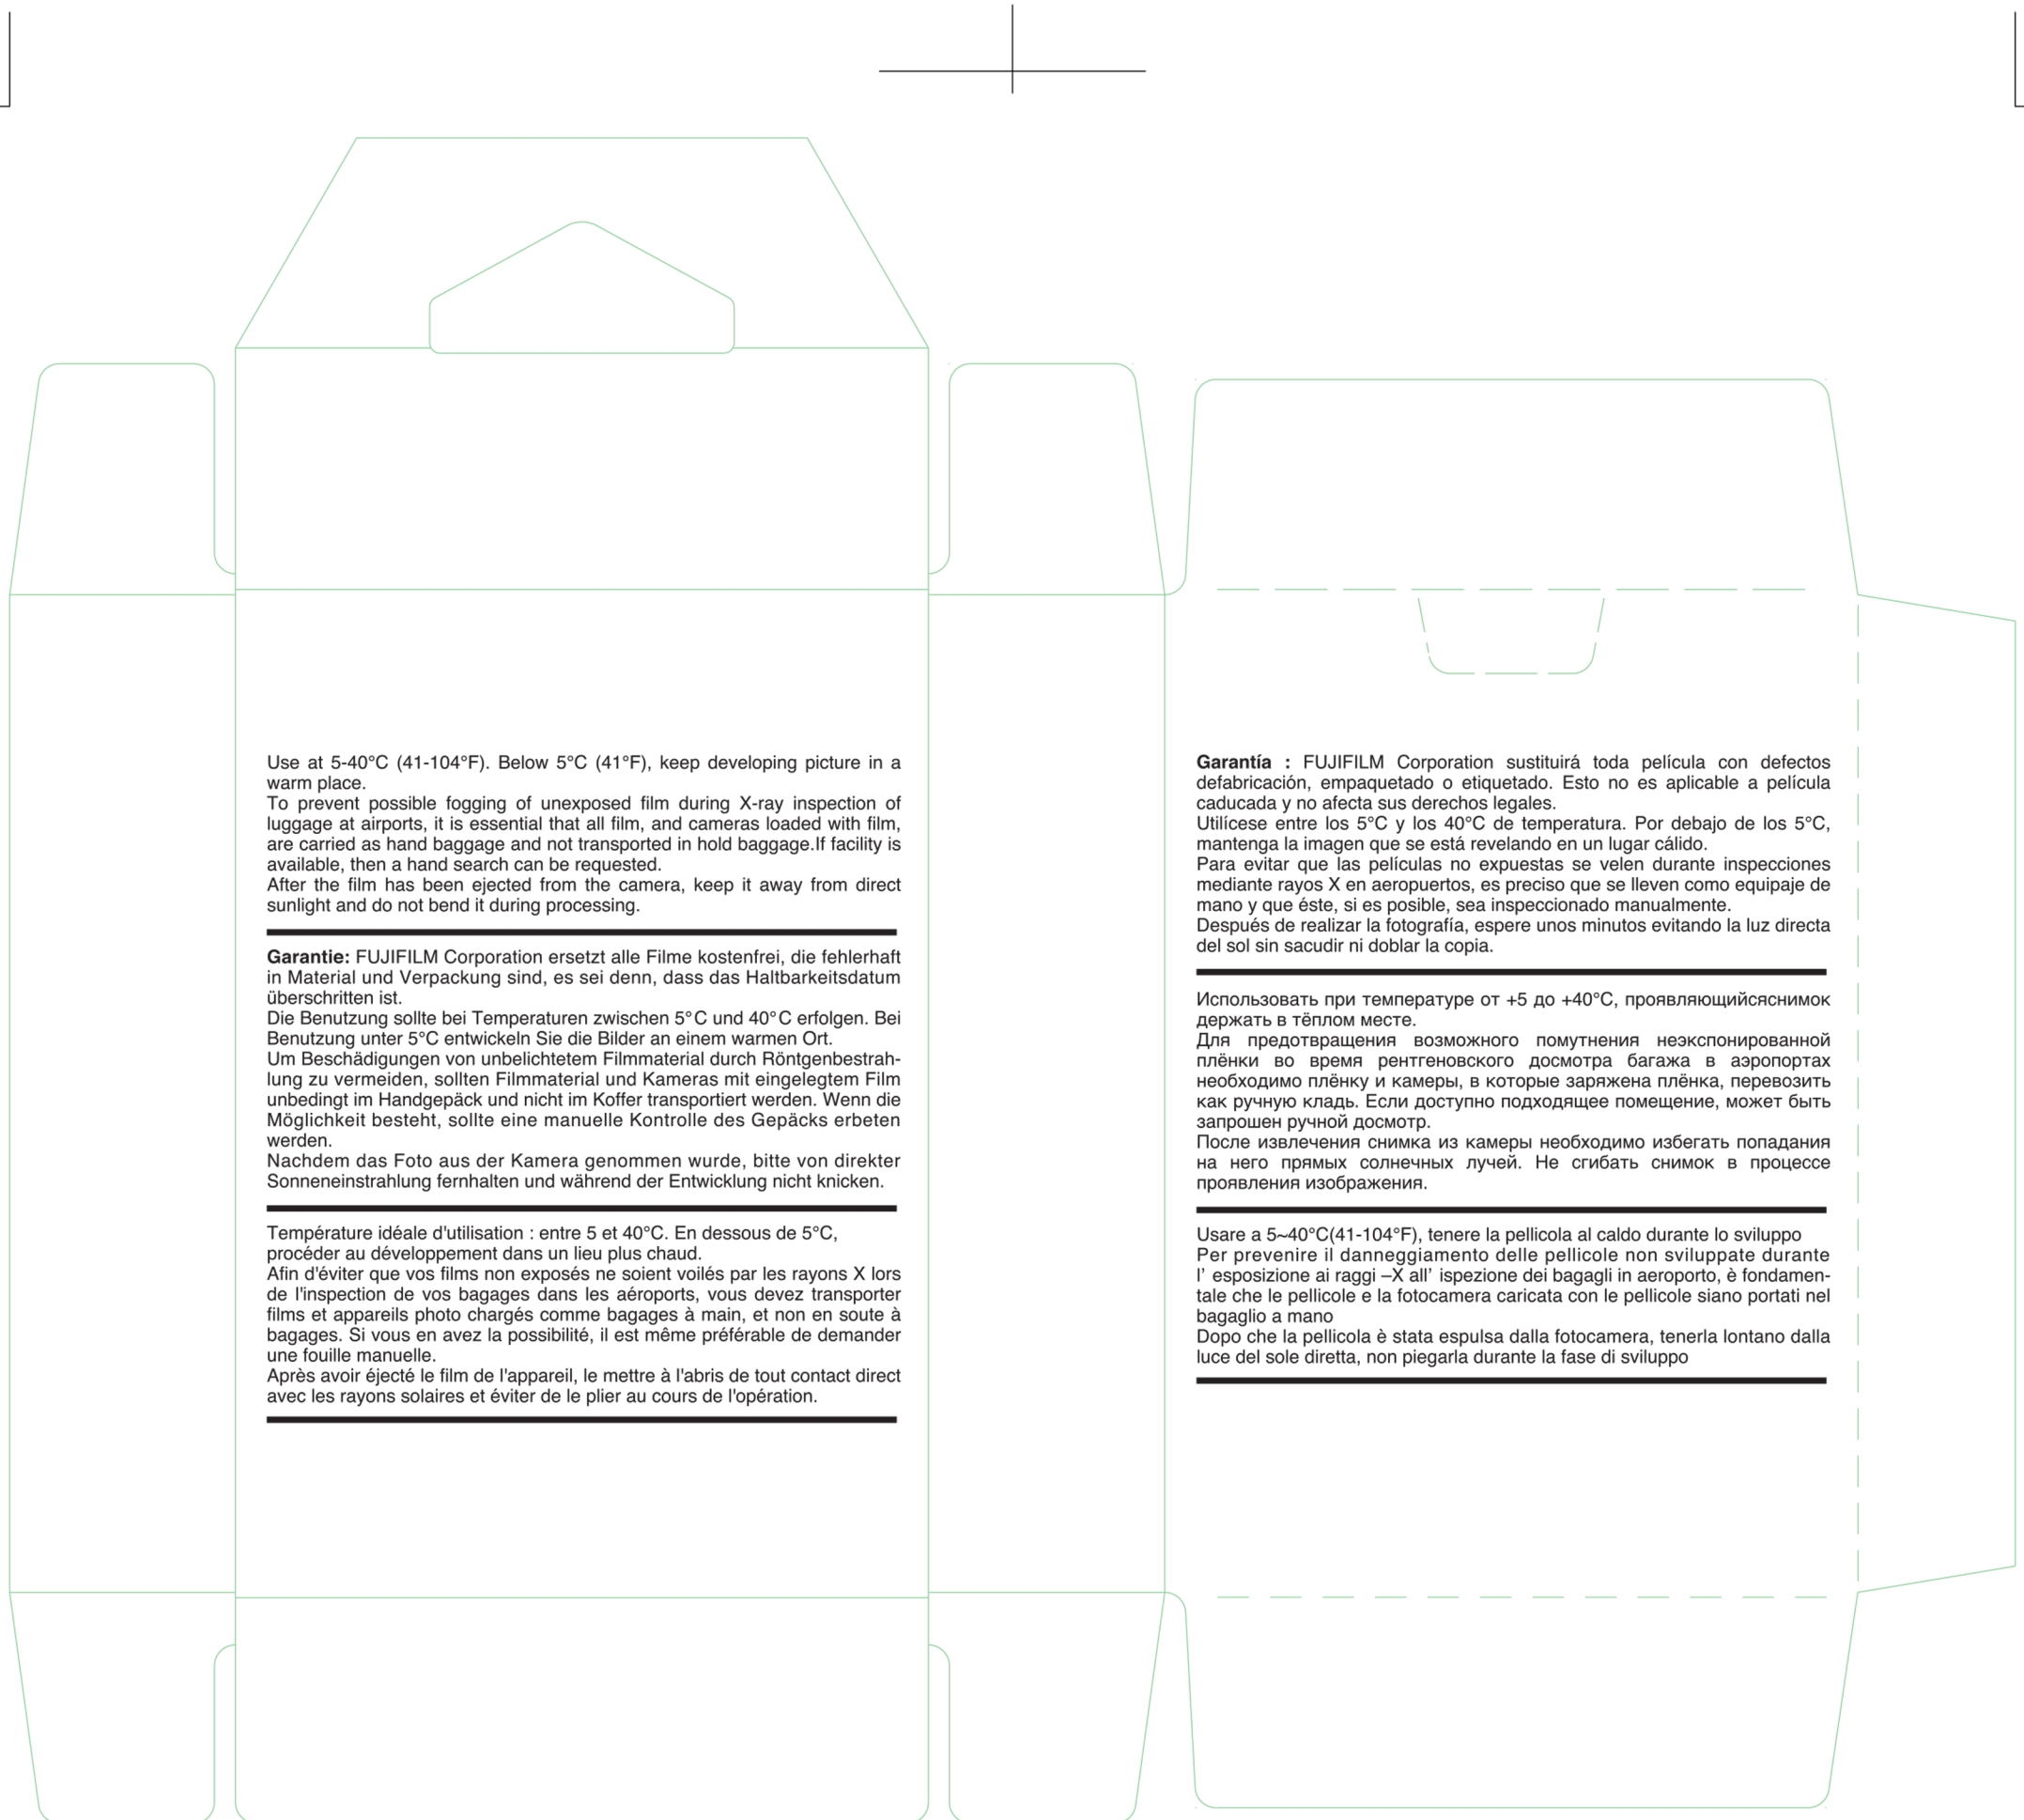 Use at 5-40°C (41-104°F). Below 5°C (41°F), keep developing picture in a
warm place.
To prevent possible fogging of unexposed film during X-ray inspection of
luggage at airports, it is essential that all film, and cameras loaded with film,
are carried as hand baggage and not transported in hold baggage.If facility is
available, then a hand search can be requested.
After the film has been ejected from the camera, keep it away from direct
sunlight and do not bend it during processing.
Garantie: FUJIFILM Corporation ersetzt alle Filme kostenfrei, die fehlerhaft
in Material und Verpackung sind, es sei denn, dass das Haltbarkeitsdatum
überschritten ist.
Die Benutzung sollte bei Temperaturen zwischen 5°C und 40°C erfolgen. Bei
Benutzung unter 5°C entwickeln Sie die Bilder an einem warmen Ort.
Um Beschädigungen von unbelichtetem Filmmaterial durch Röntgenbestrah-
lung zu vermeiden, sollten Filmmaterial und Kameras mit eingelegtem Film
unbedingt im Handgepäck und nicht im Koffer transportiert werden. Wenn die
Möglichkeit besteht, sollte eine manuelle Kontrolle des Gepäcks erbeten
werden.
Nachdem das Foto aus der Kamera genommen wurde, bitte von direkter
Sonneneinstrahlung fernhalten und während der Entwicklung nicht knicken.
Température idéale d'utilisation : entre 5 et 40°C. En dessous de 5°C,
procéder au développement dans un lieu plus chaud.
Afin d'éviter que vos films non exposés ne soient voilés par les rayons X lors
de l'inspection de vos bagages dans les aéroports, vous devez transporter
films et appareils photo chargés comme bagages à main, et non en soute à
bagages. Si vous en avez la possibilité, il est même préférable de demander
une fouille manuelle.
Après avoir éjecté le film de l'appareil, le mettre à l'abris de tout contact direct
avec les rayons solaires et éviter de le plier au cours de l'opération.
Garantía : FUJIFILM Corporation sustituirá toda película con defectos
defabricación, empaquetado o etiquetado. Esto no es aplicable a película
caducada y no afecta sus derechos legales.
Utilícese entre los 5°C y los 40°C de temperatura. Por debajo de los 5°C,
mantenga la imagen que se está revelando en un lugar cálido.
Para evitar que las películas no expuestas se velen durante inspecciones
mediante rayos X en aeropuertos, es preciso que se lleven como equipaje de
mano y que éste, si es posible, sea inspeccionado manualmente.
Después de realizar la fotografía, espere unos minutos evitando la luz directa
del sol sin sacudir ni doblar la copia.
Использовать при температуре от +5 до +40°C, проявляющийсяснимок
держать в тёплом месте.
Для предотвращения возможного помутнения неэкспонированной
плёнки во время рентгеновского досмотра багажа в аэропортах
необходимо плёнку и камеры, в которые заряжена плёнка, перевозить
как ручную кладь. Если доступно подходящее помещение, может быть
запрошен ручной досмотр.
После извлечения снимка из камеры необходимо избегать попадания
на него прямых солнечных лучей. Не сгибать снимок в процессе
проявления изображения.
Usare a 5~40°C(41-104°F), tenere la pellicola al caldo durante lo sviluppo
Per prevenire il danneggiamento delle pellicole non sviluppate durante
l’ esposizione ai raggi –X all’ ispezione dei bagagli in aeroporto, è fondamen-
tale che le pellicole e la fotocamera caricata con le pellicole siano portati nel
bagaglio a mano
Dopo che la pellicola è stata espulsa dalla fotocamera, tenerla lontano dalla
luce del sole diretta, non piegarla durante la fase di sviluppo